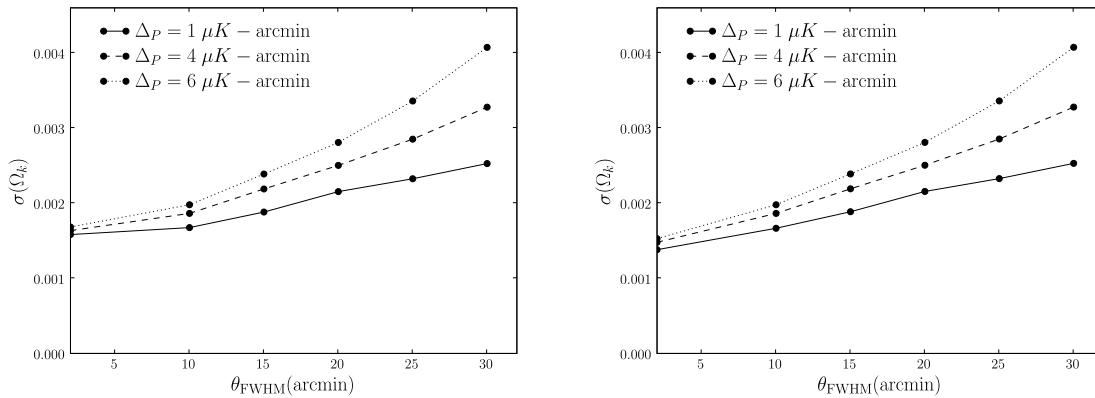 Δ_P = 1 μK − arcmin
Δ_P = 4 μK − arcmin
Δ_P = 6 μK − arcmin
0.004
0.003
0.002
0.001
0.000
σ(Ω_k)
5 10 15 20 25 30
θ_FWHM(arcmin)
Δ_P = 1 μK − arcmin
Δ_P = 4 μK − arcmin
Δ_P = 6 μK − arcmin
0.004
0.003
0.002
0.001
0.000
σ(Ω_k)
5 10 15 20 25 30
θ_FWHM(arcmin)